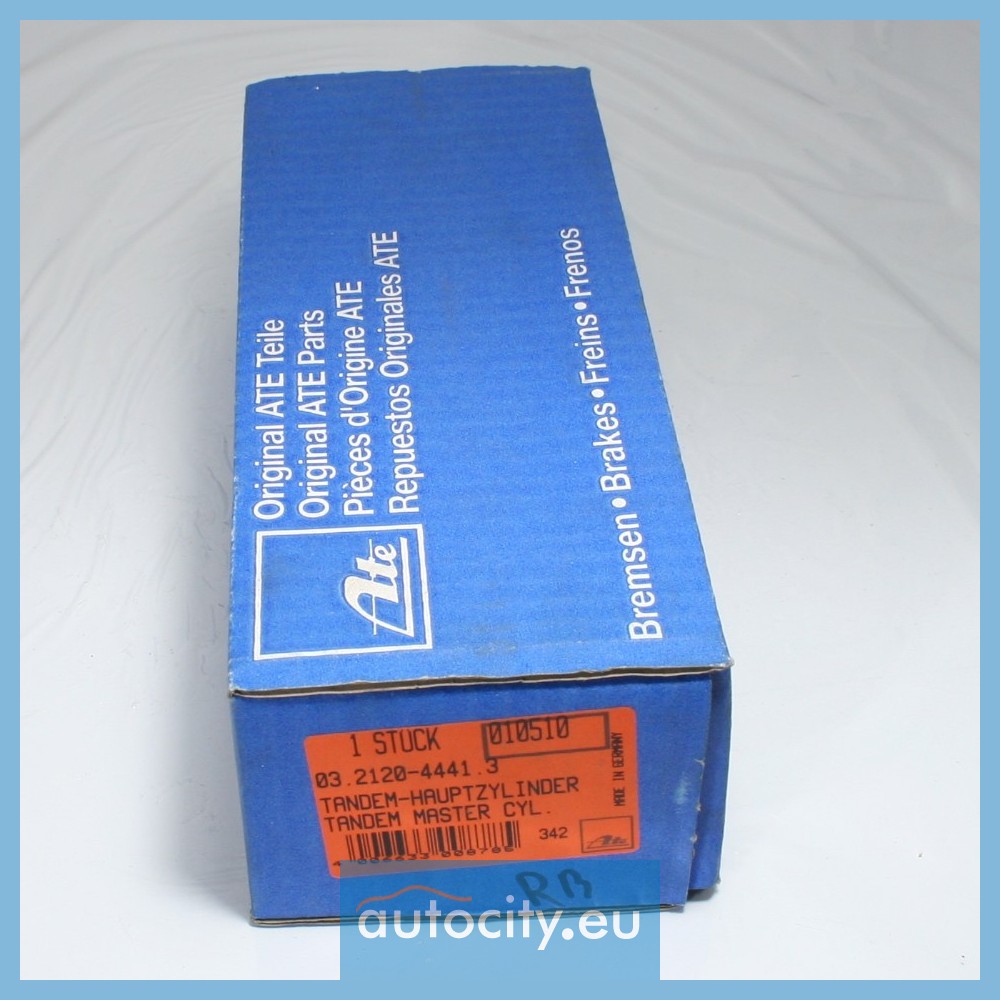 Original ATE Teile
Original ATE Parts
Pièces d'Origine ATE
Repuestos Originales ATE
Ate
Bremsen • Brakes • Freins • Frenos
1 STUCK 010510
03.2120-4441.3
TANDEM-HAUPTZYLINDER
TANDEM MASTER CYL.
MADE IN GERMANY
342
Ate
RB
autocity.eu